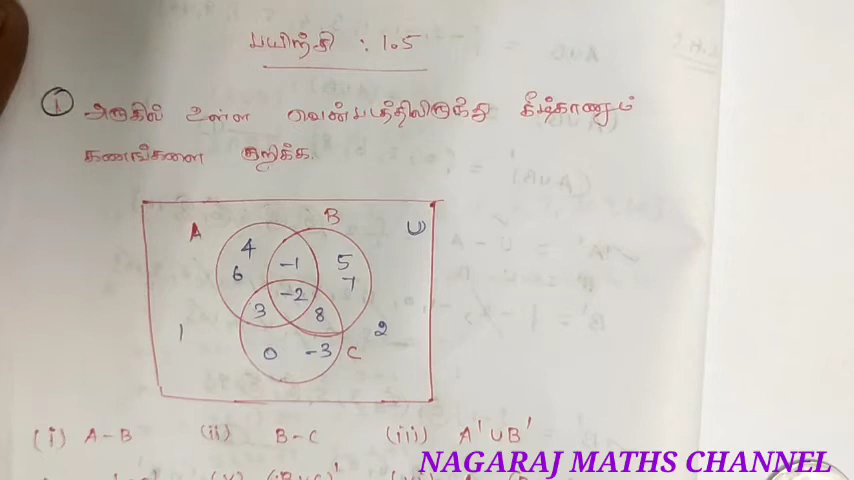 பயிற்சி : 1.5
① அருகில் உள்ள வென்படத்திலிருந்து கீழ்காணும்
கணங்களை குறிக்க.
A B U
4 -1 5
6 7
-2
3 8
1 2
0 -3 C
(i) A-B (ii) B-C (iii) A'∪B'
NAGARAJ MATHS CHANNEL